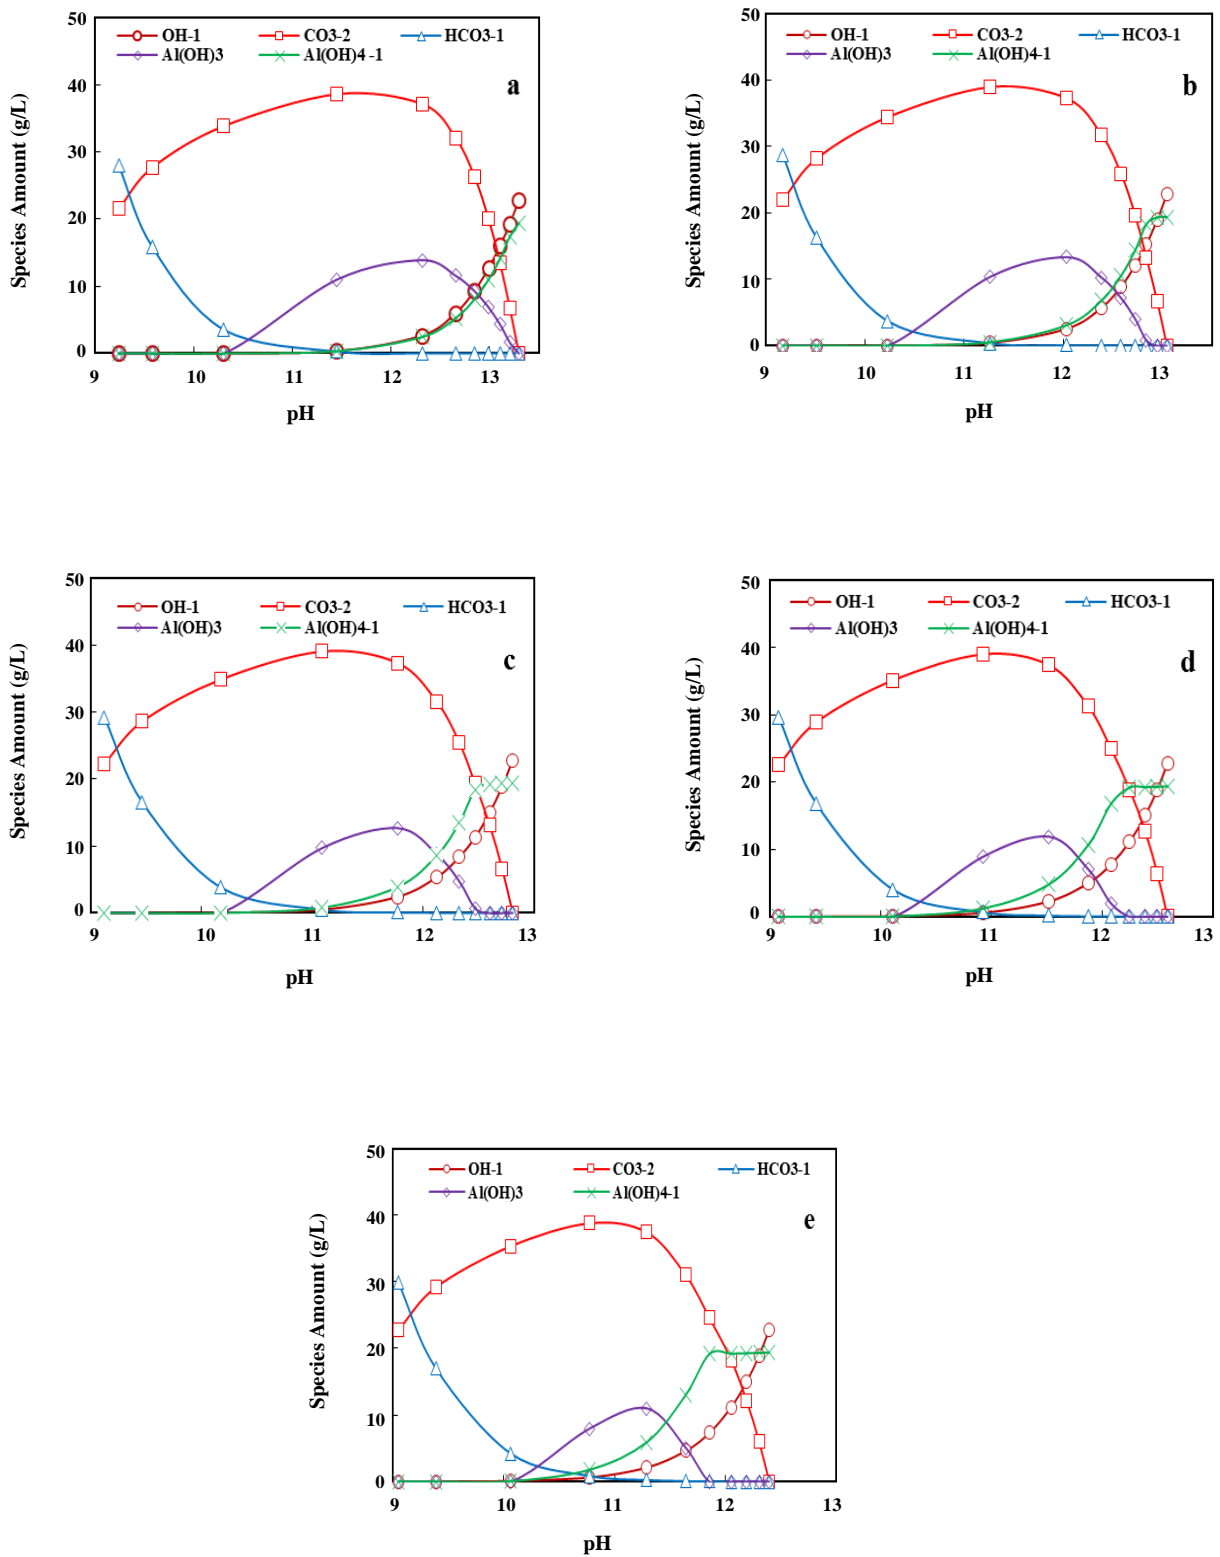 50
OH-1 CO3-2 HCO3-1
Al(OH)3 Al(OH)4 -1
a
40
30
20
10
0
Species Amount (g/L)
9 10 11 12 13
pH
50
OH-1 CO3-2 HCO3-1
Al(OH)3 Al(OH)4-1
b
40
30
20
10
0
Species Amount (g/L)
9 10 11 12 13
pH
50
OH-1 CO3-2 HCO3-1
Al(OH)3 Al(OH)4-1
c
40
30
20
10
0
Species Amount (g/L)
9 10 11 12 13
pH
50
OH-1 CO3-2 HCO3-1
Al(OH)3 Al(OH)4-1
d
40
30
20
10
0
Species Amount (g/L)
9 10 11 12 13
pH
50
OH-1 CO3-2 HCO3-1
Al(OH)3 Al(OH)4-1
e
40
30
20
10
0
Species Amount (g/L)
9 10 11 12 13
pH